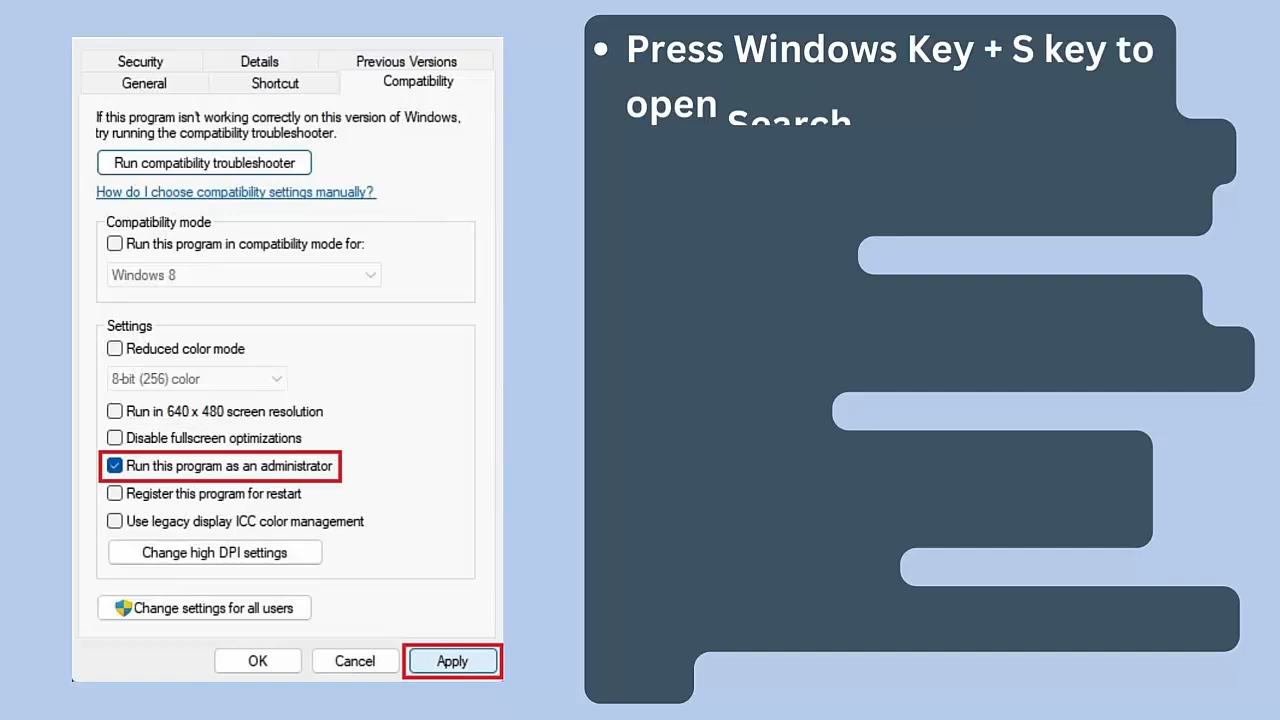 Security Details Previous Versions
General Shortcut Compatibility
If this program isn't working correctly on this version of Windows,
try running the compatibility troubleshooter.
Run compatibility troubleshooter
How do I choose compatibility settings manually?
Compatibility mode
Run this program in compatibility mode for:
Windows 8
Settings
Reduced color mode
8-bit (256) color
Run in 640 x 480 screen resolution
Disable fullscreen optimizations
Run this program as an administrator
Register this program for restart
Use legacy display ICC color management
Change high DPI settings
Change settings for all users
OK Cancel Apply
• Press Windows Key + S key to
open Search